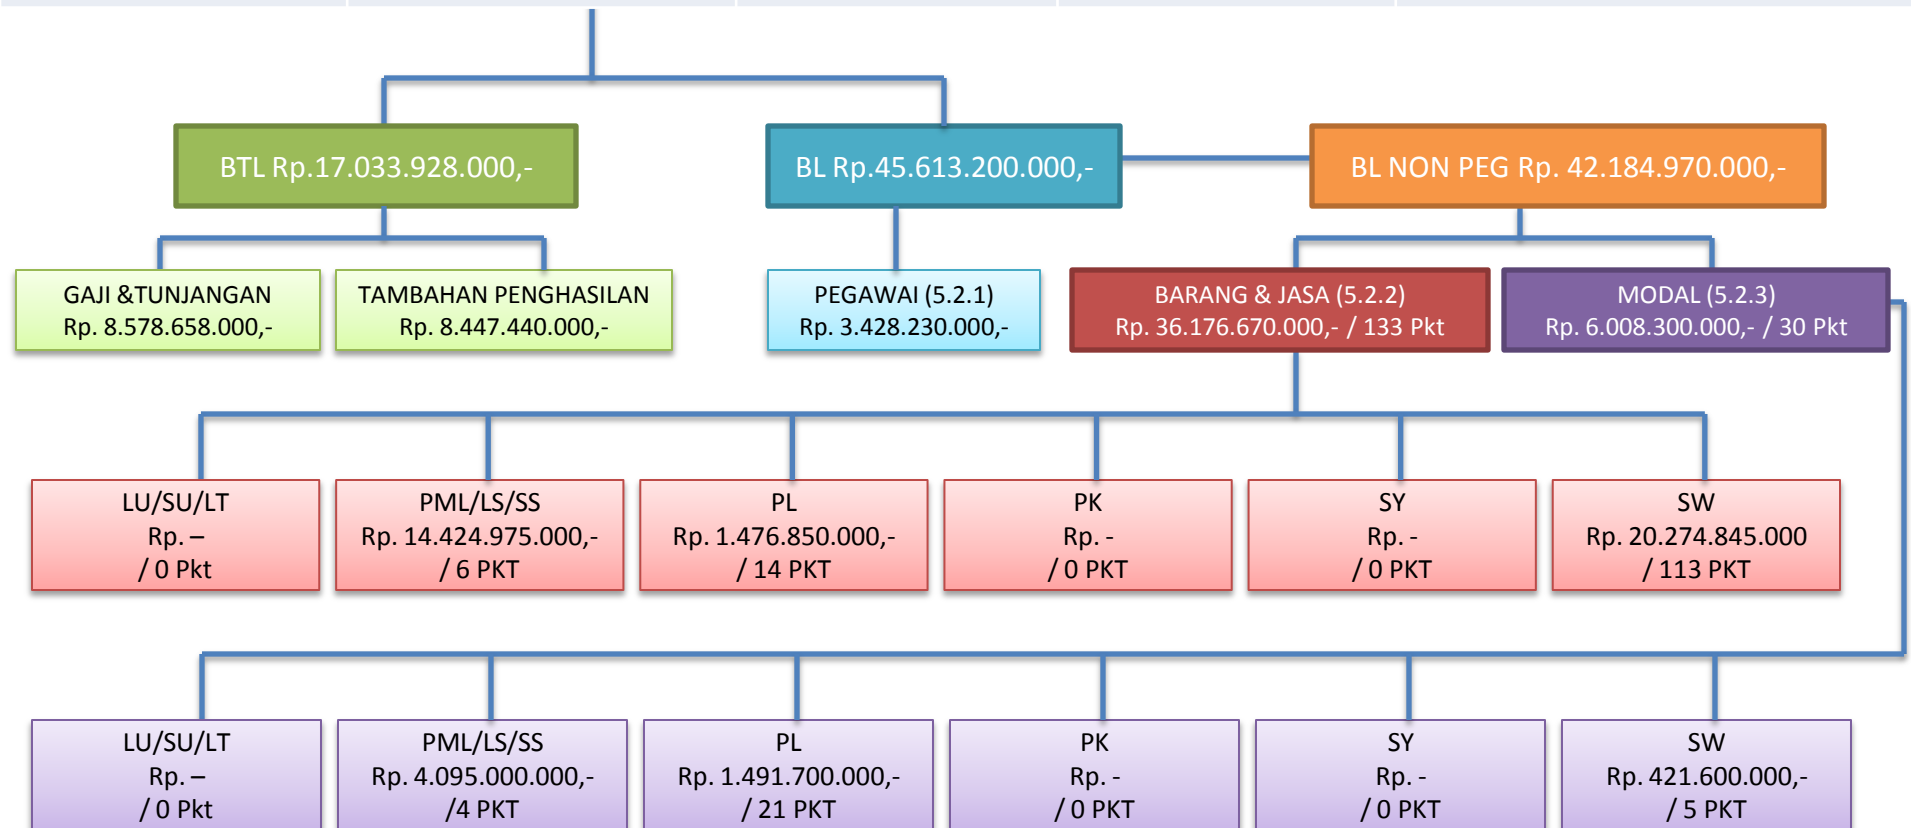 BTL Rp.17.033.928.000,-
BL Rp.45.613.200.000,-
BL NON PEG Rp. 42.184.970.000,-
GAJI &TUNJANGAN
Rp. 8.578.658.000,-
TAMBAHAN PENGHASILAN
Rp. 8.447.440.000,-
PEGAWAI (5.2.1)
Rp. 3.428.230.000,-
BARANG & JASA (5.2.2)
Rp. 36.176.670.000,- / 133 Pkt
MODAL (5.2.3)
Rp. 6.008.300.000,- / 30 Pkt
LU/SU/LT
Rp. –
/ 0 Pkt
PML/LS/SS
Rp. 14.424.975.000,-
/ 6 PKT
PL
Rp. 1.476.850.000,-
/ 14 PKT
PK
Rp. -
/ 0 PKT
SY
Rp. -
/ 0 PKT
SW
Rp. 20.274.845.000
/ 113 PKT
LU/SU/LT
Rp. –
/ 0 Pkt
PML/LS/SS
Rp. 4.095.000.000,-
/4 PKT
PL
Rp. 1.491.700.000,-
/ 21 PKT
PK
Rp. -
/ 0 PKT
SY
Rp. -
/ 0 PKT
SW
Rp. 421.600.000,-
/ 5 PKT